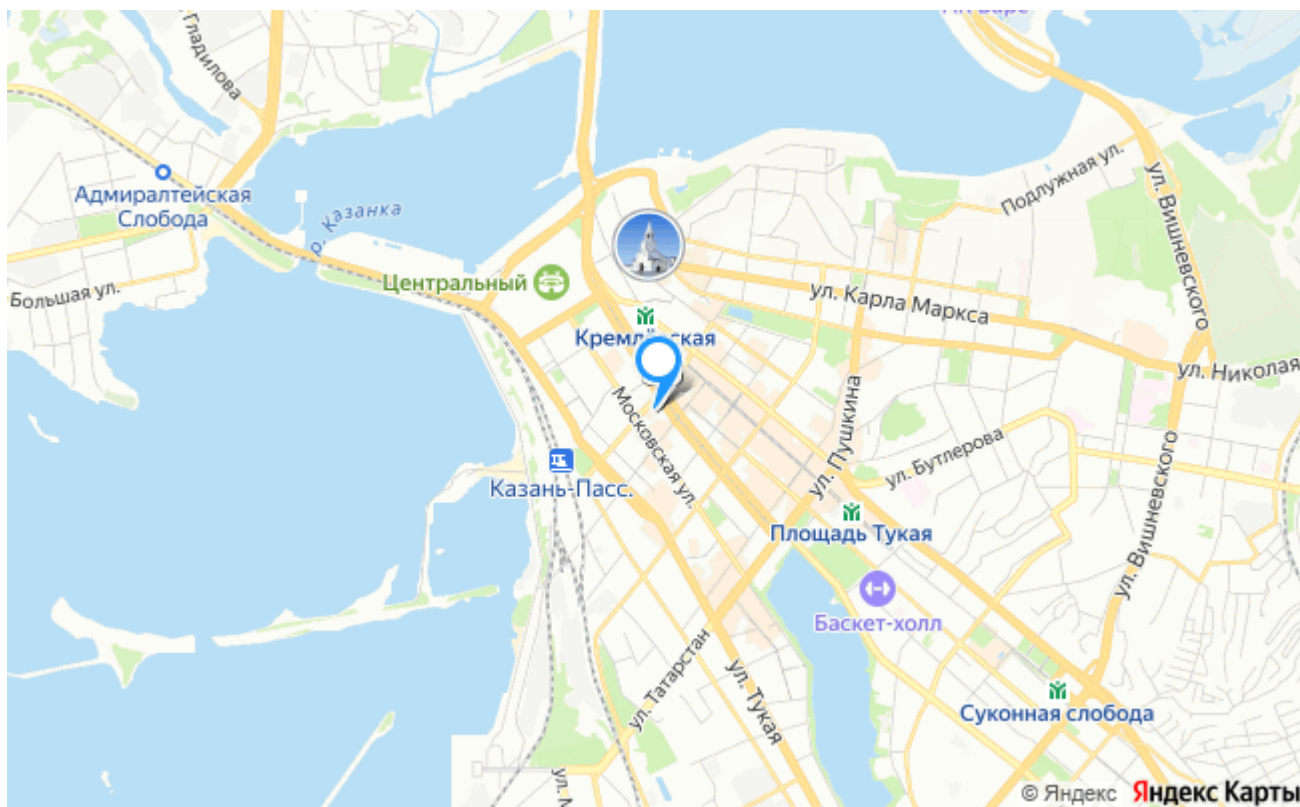 Гладилова
Адмиралтейская
Слобода
р. Казанка
Подлужная ул.
ул. Вишневского
Центральный
Большая ул.
ул. Карла Маркса
Кремлёвская
ул. Николая
Московская ул.
ул. Пушкина
ул. Бутлерова
Казань-Пасс.
Площадь Тукая
ул. Вишневского
Баскет-холл
ул. Татарстан
ул. Тукая
Суконная слобода
© Яндекс Яндекс Карты